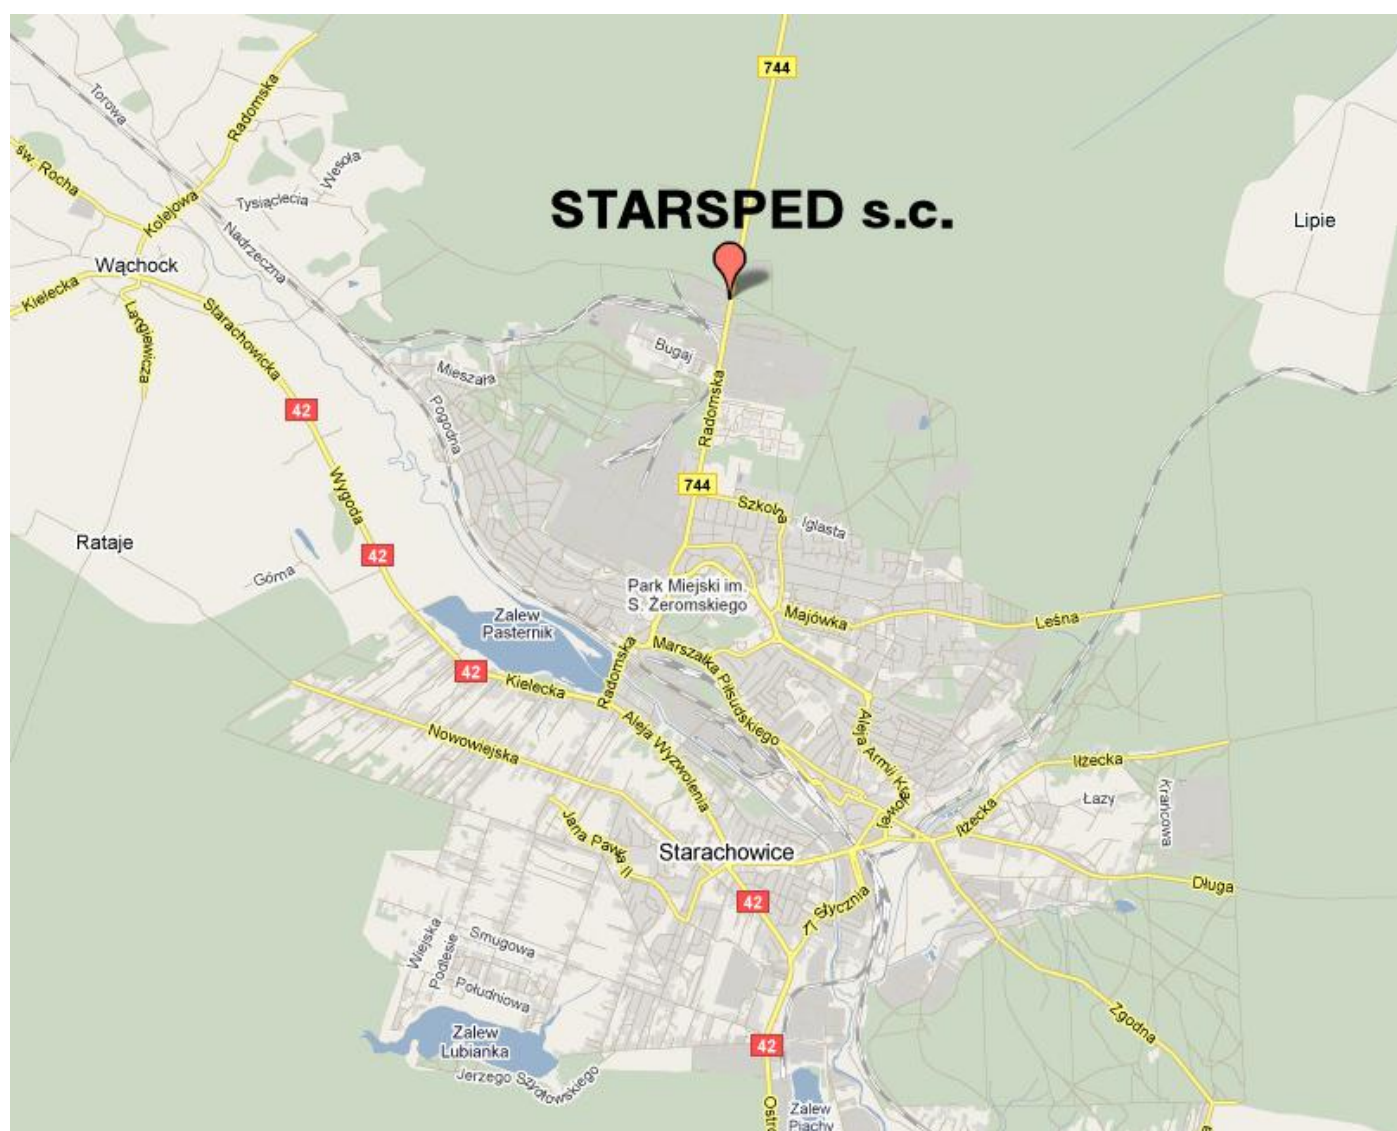 744
Torowa
Radomska
św. Rocha
Wesoła
Tysiąclecia
Kolejowa
STARSPED s.c.
Lipie
Nadrzeczna
Wąchock
Kielecka
Langiewicza
Starachowicka
Bugaj
Mieszała
Radomska
42
Pogodna
744
Szkolna
Iglasta
Wygoda
Rataje
42
Górna
Park Miejski im.
S. Żeromskiego
Zalew
Pasternik
Majówka
Leśna
Radomska
Marszałka Piłsudskiego
42
Kielecka
Aleja Wyzwolenia
Nowowiejska
Aleja Armii Krajowej
Iłżecka
Iłżecka
Łazy
Krańcowa
Jana Pawła II
Starachowice
Długa
42
Stycznia
Wiejska
Podlesie
Smugowa
Południowa
Zgodna
Zalew
Lubianka
42
Jerzego Szydłowskiego
Zalew
Piachy